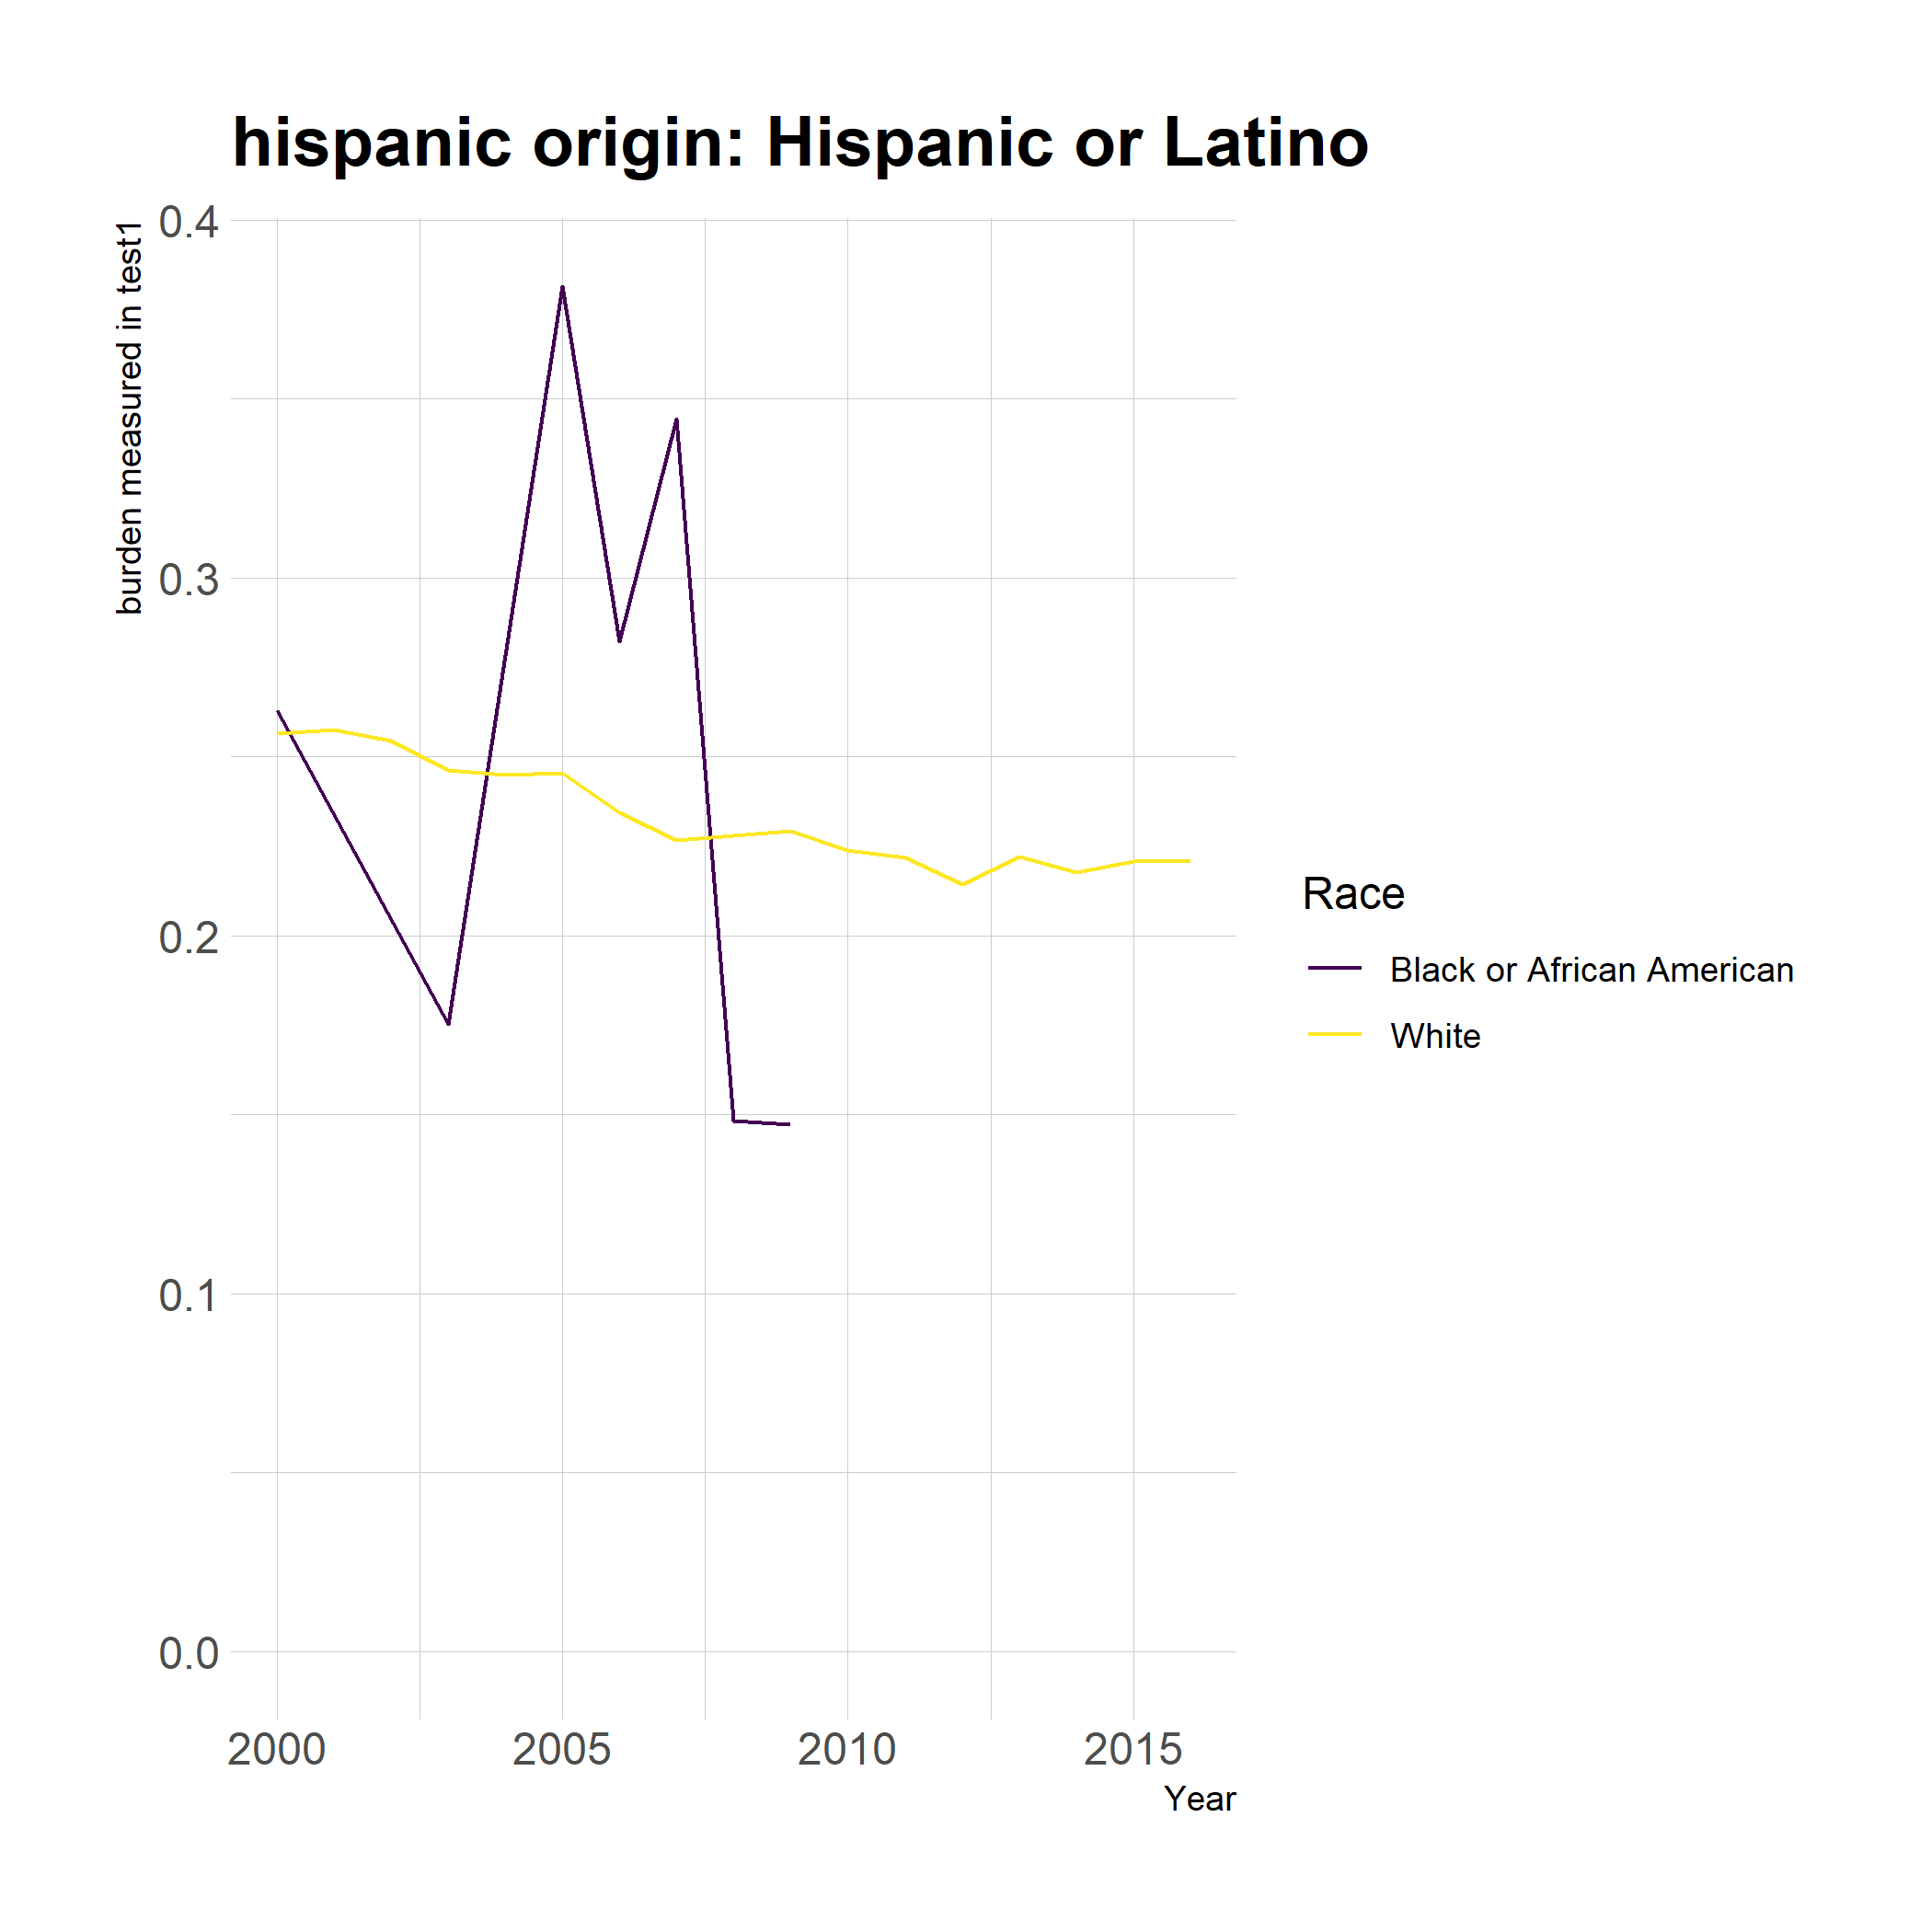 hispanic origin: Hispanic or Latino
burden measured in test1
0.4
0.3
0.2
0.1
0.0
2000 2005 2010 2015
Year
Race
Black or African American
White